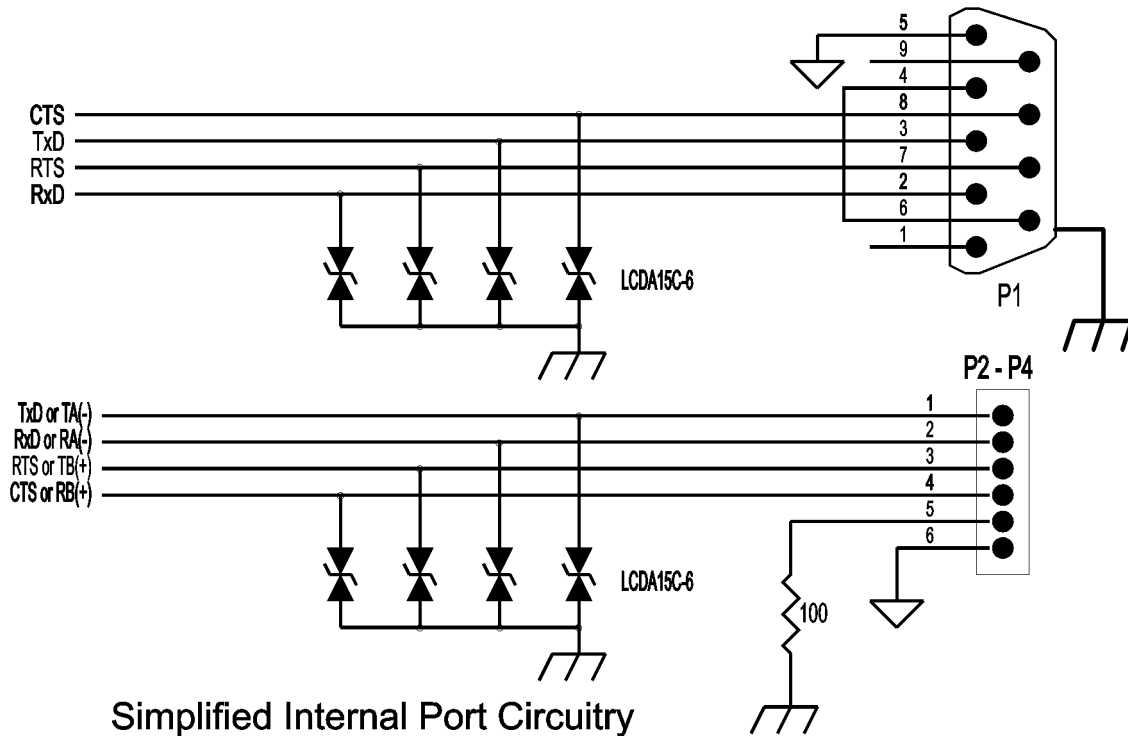 5
9
4
8
3
7
2
6
1
CTS
TxD
RTS
RxD
LCDA15C-6
P1
P2 - P4
TxD or TA(-)
RxD or RA(-)
RTS or TB(+)
CTS or RB(+)
1
2
3
4
5
6
LCDA15C-6
100
Simplified Internal Port Circuitry